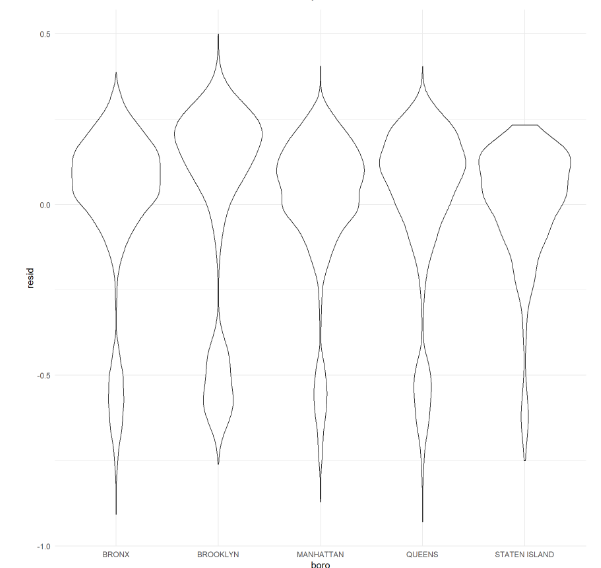 0.5
0.0
resid
-0.5
-1.0
BRONX BROOKLYN MANHATTAN QUEENS STATEN ISLAND
boro